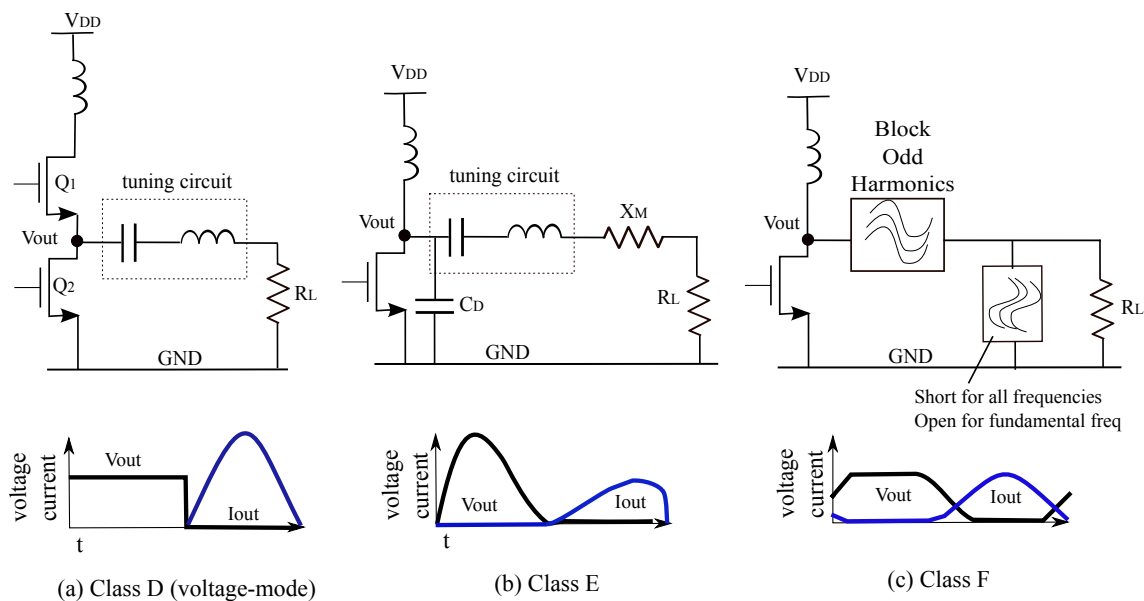 VDD
Q1
tuning circuit
Vout
Q2
RL
GND
voltage
current
Vout
Iout
t
(a) Class D (voltage-mode)
VDD
tuning circuit
Vout
XM
CD
RL
GND
voltage
current
Vout
Iout
t
(b) Class E
VDD
Block
Odd
Harmonics
Vout
RL
GND
Short for all frequencies
Open for fundamental freq
voltage
current
Vout
Iout
(c) Class F